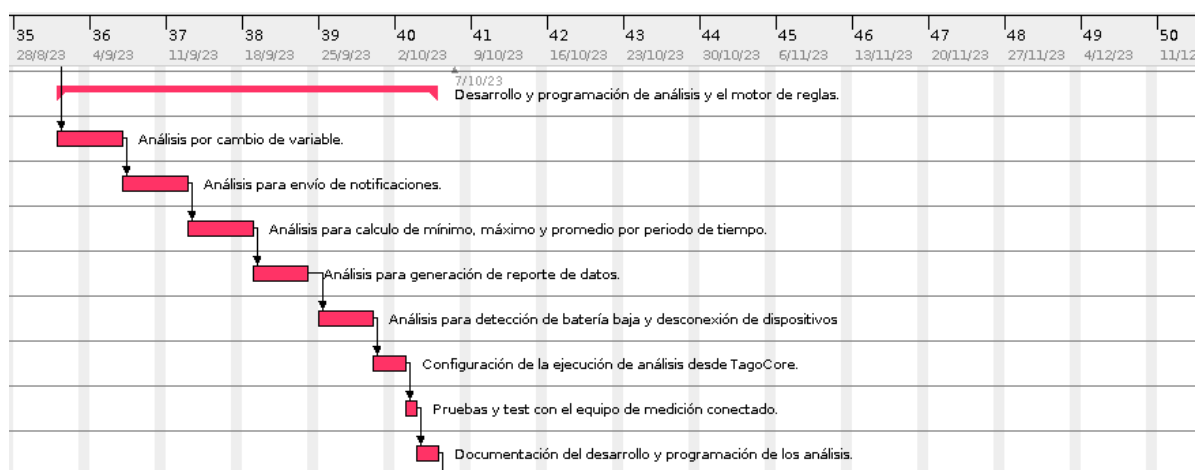 35 36 37 38 39 40 41 42 43 44 45 46 47 48 49 50
28/8/23 4/9/23 11/9/23 18/9/23 25/9/23 2/10/23 9/10/23 16/10/23 23/10/23 30/10/23 6/11/23 13/11/23 20/11/23 27/11/23 4/12/23 11/12
7/10/23
Desarrollo y programación de análisis y el motor de reglas.
Análisis por cambio de variable.
Análisis para envío de notificaciones.
Análisis para calculo de mínimo, máximo y promedio por periodo de tiempo.
Análisis para generación de reporte de datos.
Análisis para detección de batería baja y desconexión de dispositivos
Configuración de la ejecución de análisis desde TagoCore.
Pruebas y test con el equipo de medición conectado.
Documentación del desarrollo y programación de los análisis.